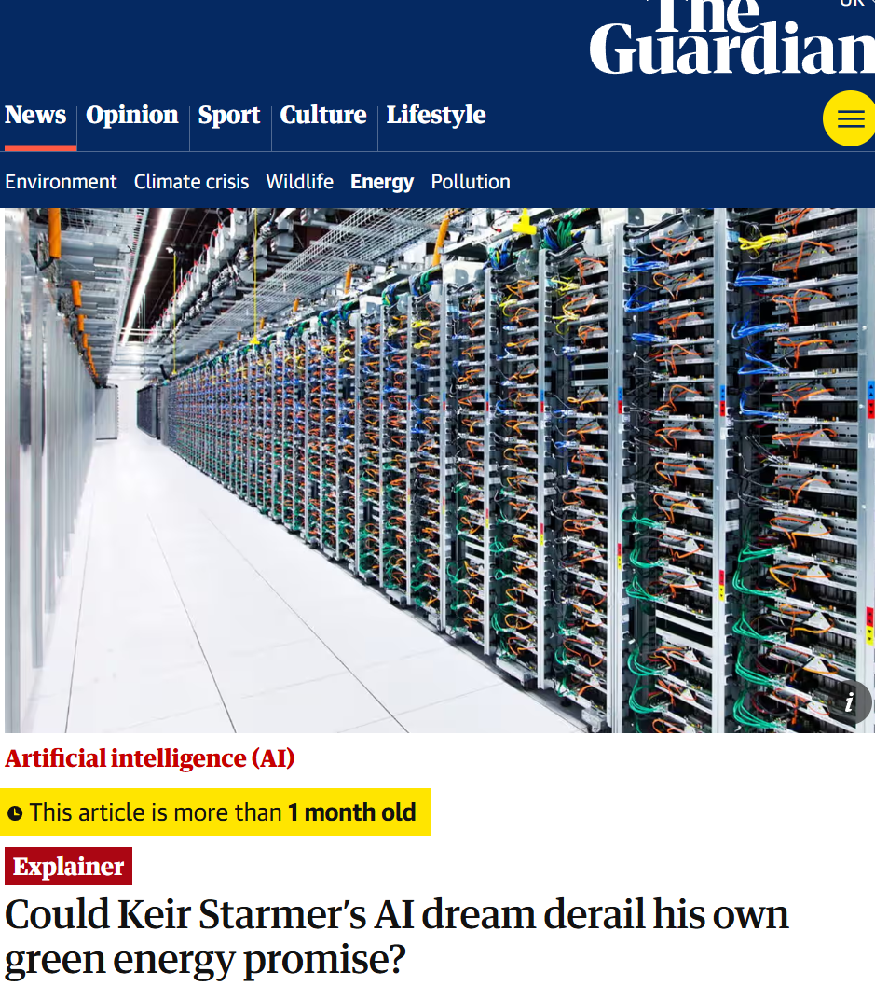 The
Guardian
News Opinion Sport Culture Lifestyle
Environment Climate crisis Wildlife Energy Pollution
i
Artificial intelligence (AI)
This article is more than 1 month old
Explainer
Could Keir Starmer’s AI dream derail his own
green energy promise?